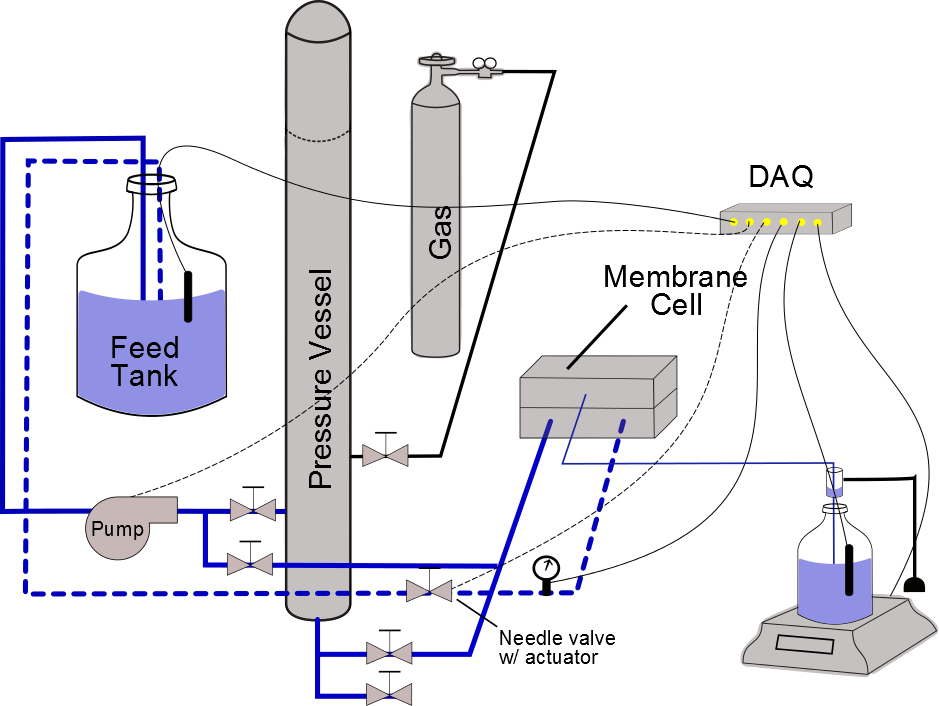 DAQ
Gas
Membrane
Cell
Pressure Vessel
Feed
Tank
Pump
Needle valve
w/ actuator